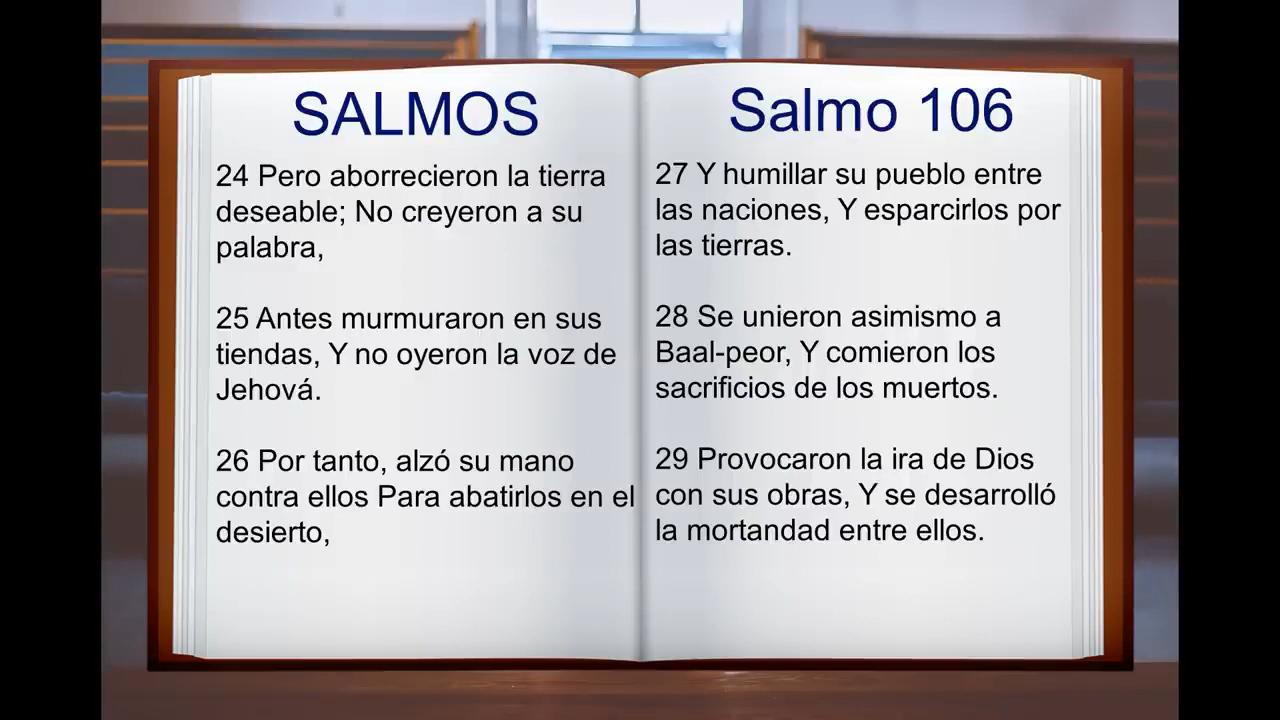 SALMOS
24 Pero aborrecieron la tierra
deseable; No creyeron a su
palabra,
25 Antes murmuraron en sus
tiendas, Y no oyeron la voz de
Jehová.
26 Por tanto, alzó su mano
contra ellos Para abatirlos en el
desierto,
Salmo 106
27 Y humillar su pueblo entre
las naciones, Y esparcirlos por
las tierras.
28 Se unieron asimismo a
Baal-peor, Y comieron los
sacrificios de los muertos.
29 Provocaron la ira de Dios
con sus obras, Y se desarrolló
la mortandad entre ellos.